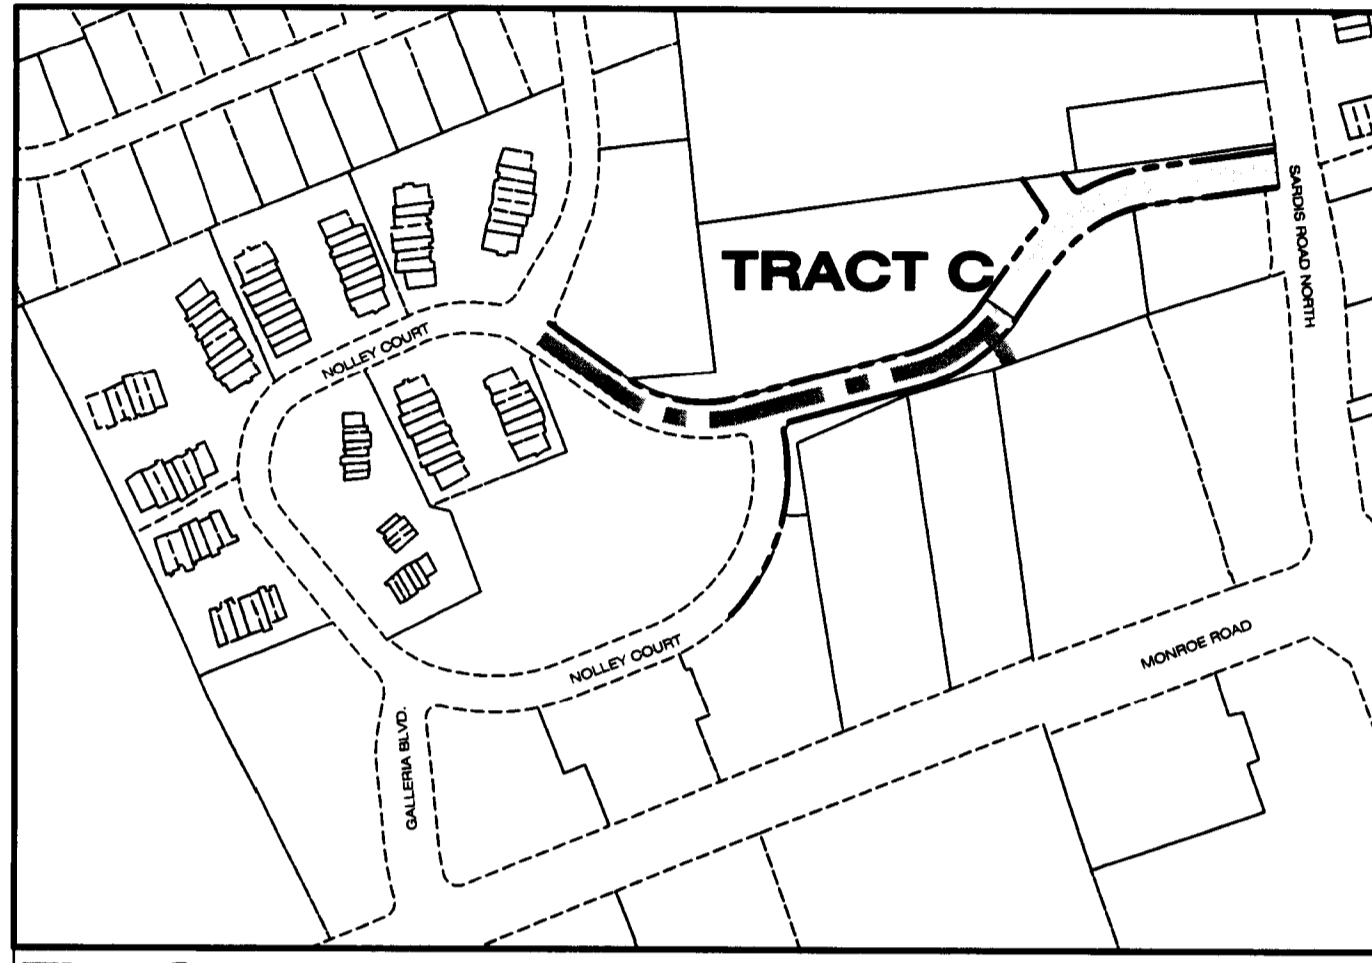 TRACT C
SARDIS ROAD NORTH
NOLLEY COURT
NOLLEY COURT
MONROE ROAD
GALLERIA BLVD.